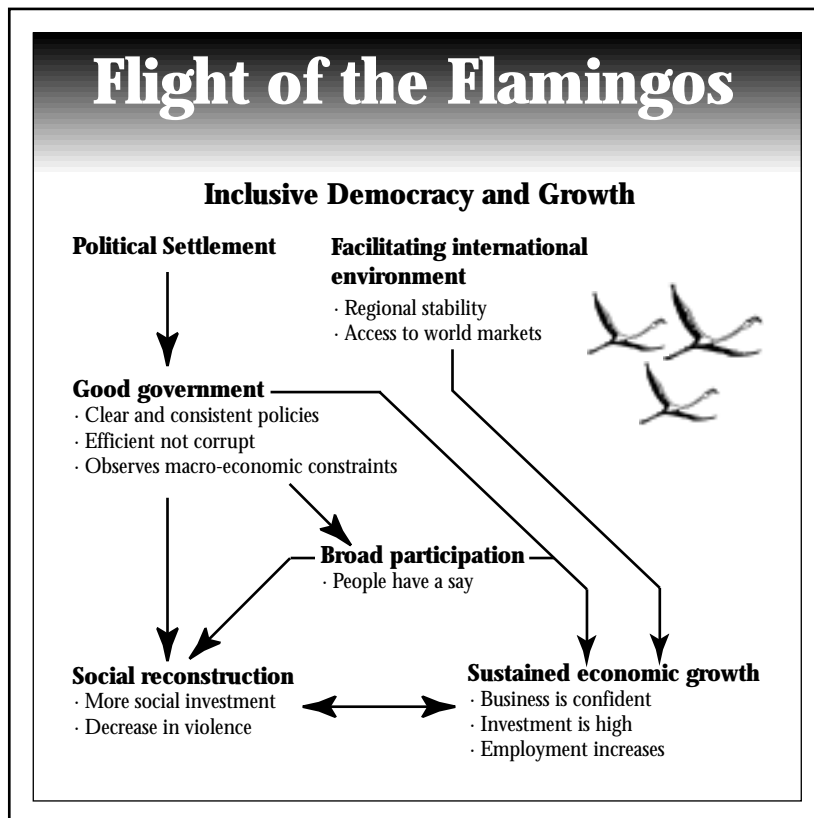 Flight of the Flamingos
Inclusive Democracy and Growth
Political Settlement
Facilitating international
environment
· Regional stability
· Access to world markets
Good government
· Clear and consistent policies
· Efficient not corrupt
· Observes macro-economic constraints
Broad participation
· People have a say
Social reconstruction
· More social investment
· Decrease in violence
Sustained economic growth
· Business is confident
· Investment is high
· Employment increases